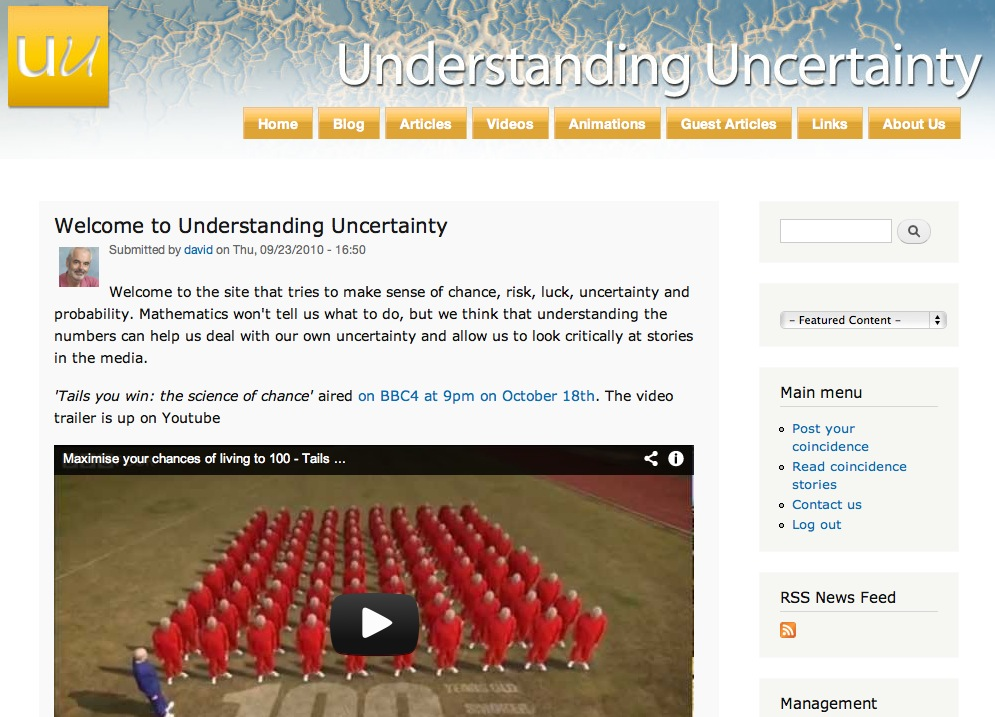 UU
Understanding Uncertainty
Home
Blog
Articles
Videos
Animations
Guest Articles
Links
About Us
Welcome to Understanding Uncertainty
Submitted by david on Thu, 09/23/2010 - 16:50
Welcome to the site that tries to make sense of chance, risk, luck, uncertainty and
probability. Mathematics won't tell us what to do, but we think that understanding the
numbers can help us deal with our own uncertainty and allow us to look critically at stories
in the media.
'Tails you win: the science of chance' aired on BBC4 at 9pm on October 18th. The video
trailer is up on Youtube
Maximise your chances of living to 100 - Tails ...
100
YEARS OLD
SMOKER
– Featured Content –
Main menu
Post your
coincidence
Read coincidence
stories
Contact us
Log out
RSS News Feed
Management